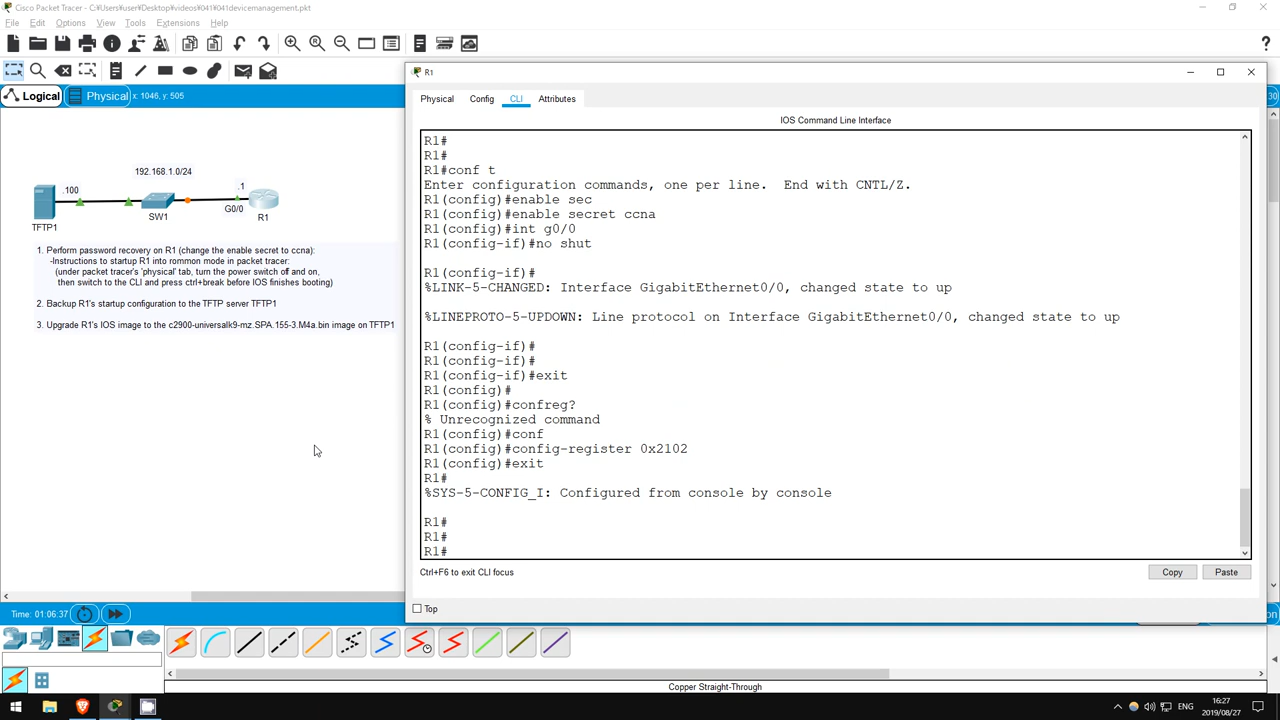 Cisco Packet Tracer - C:\Users\user\Desktop\videos\041\041devicemanagement.pkt
File Edit Options View Tools Extensions Help
Logical Physical x: 1046, y: 505
R1
Physical Config CLI Attributes
IOS Command Line Interface
192.168.1.0/24
.100 .1
G0/0
TFTP1 SW1 R1
1. Perform password recovery on R1 (change the enable secret to ccna):
-Instructions to startup R1 into rommon mode in packet tracer:
(under packet tracer's 'physical' tab, turn the power switch off and on,
then switch to the CLI and press ctrl+break before IOS finishes booting)
2. Backup R1's startup configuration to the TFTP server TFTP1
3. Upgrade R1's IOS image to the c2900-universalk9-mz.SPA.155-3.M4a.bin image on TFTP1
R1#
R1#
R1#conf t
Enter configuration commands, one per line. End with CNTL/Z.
R1(config)#enable sec
R1(config)#enable secret ccna
R1(config)#int g0/0
R1(config-if)#no shut
R1(config-if)#
%LINK-5-CHANGED: Interface GigabitEthernet0/0, changed state to up
%LINEPROTO-5-UPDOWN: Line protocol on Interface GigabitEthernet0/0, changed state to up
R1(config-if)#
R1(config-if)#
R1(config-if)#exit
R1(config)#
R1(config)#confreg?
% Unrecognized command
R1(config)#conf
R1(config)#config-register 0x2102
R1(config)#exit
R1#
%SYS-5-CONFIG_I: Configured from console by console
R1#
R1#
R1#
Ctrl+F6 to exit CLI focus
Copy Paste
Top
30
Time: 01:06:37
on
Copper Straight-Through
ENG
16:27
2019/08/27